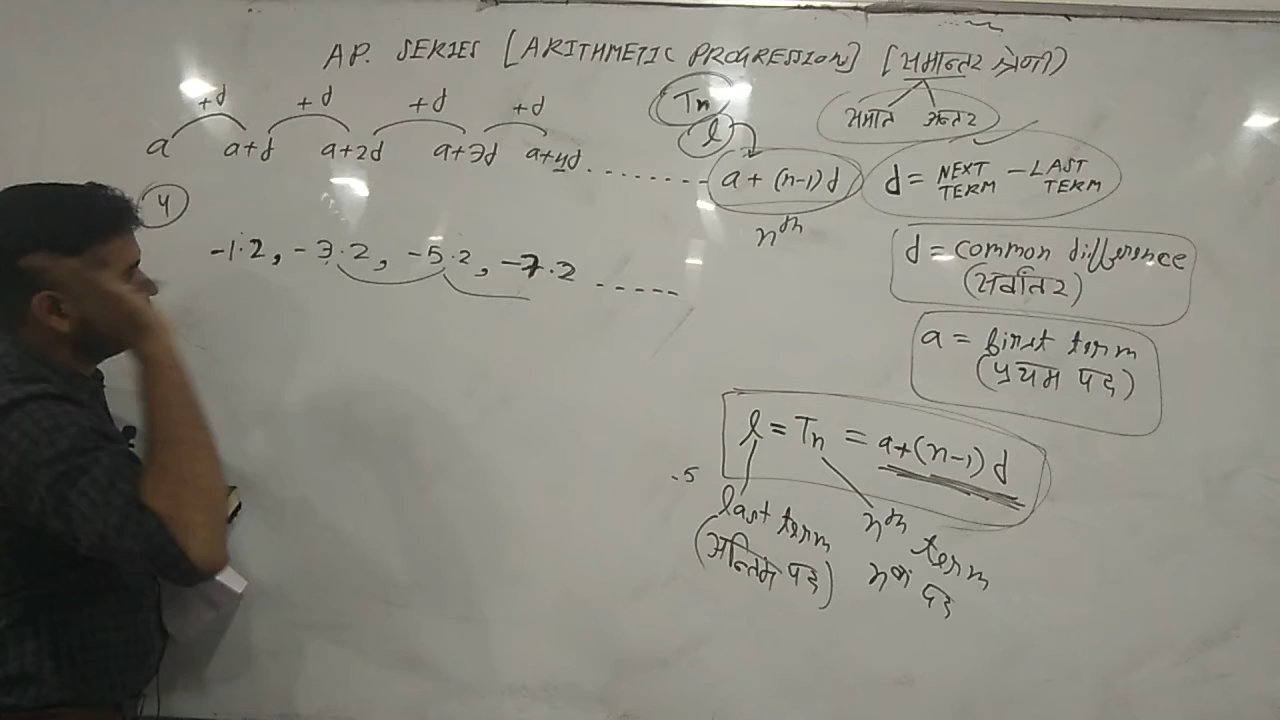 AP. SERIES [ARITHMETIC PROGRESSION] [समान्तर श्रेणी)
समान अन्तर
+d +d +d +d
Tn
l
a a+d a+2d a+3d a+4d ........ a + (n-1) d
nth
d = NEXT TERM - LAST TERM
4
-1.2, -3.2, -5.2, -7.2 -----
d = common difference
(सर्वान्तर)
a = first term
(प्रथम पद)
l = Tn = a+(n-1) d
.5
last term
(अन्तिम पद)
nth term
nवां पद